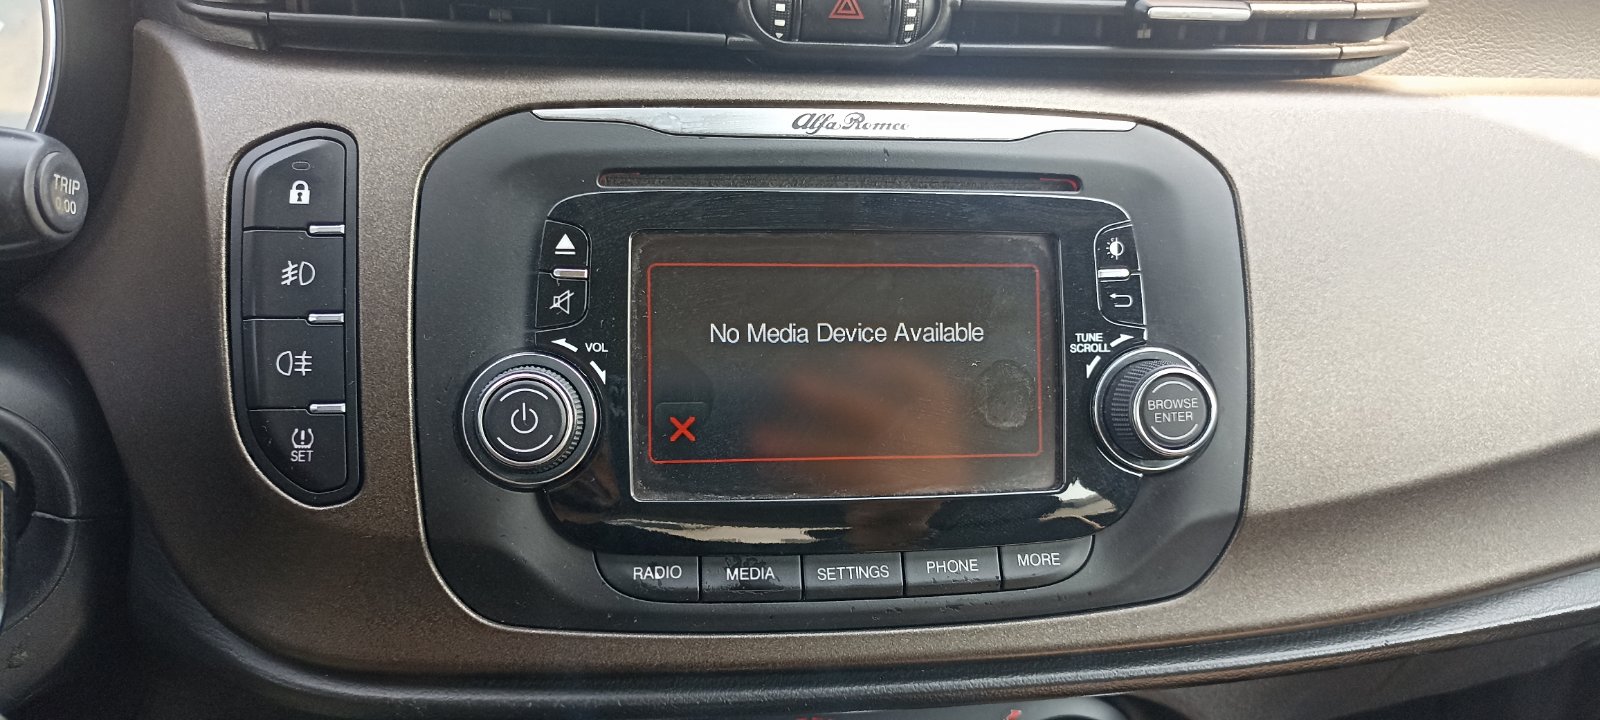 Alfa Romeo
TRIP
0.00
No Media Device Available
VOL
TUNE
SCROLL
BROWSE
ENTER
SET
RADIO
MEDIA
SETTINGS
PHONE
MORE